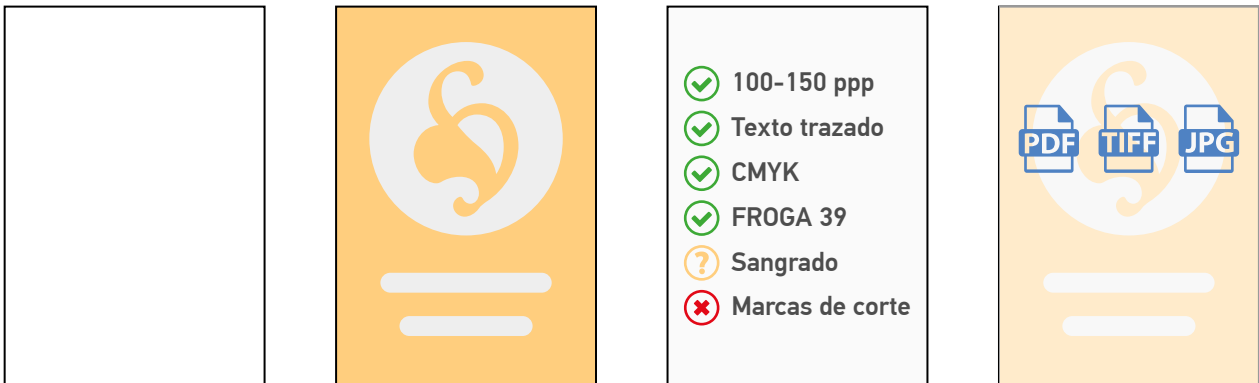 100-150 ppp
Texto trazado
CMYK
FROGA 39
? Sangrado
Marcas de corte
PDF TIFF JPG